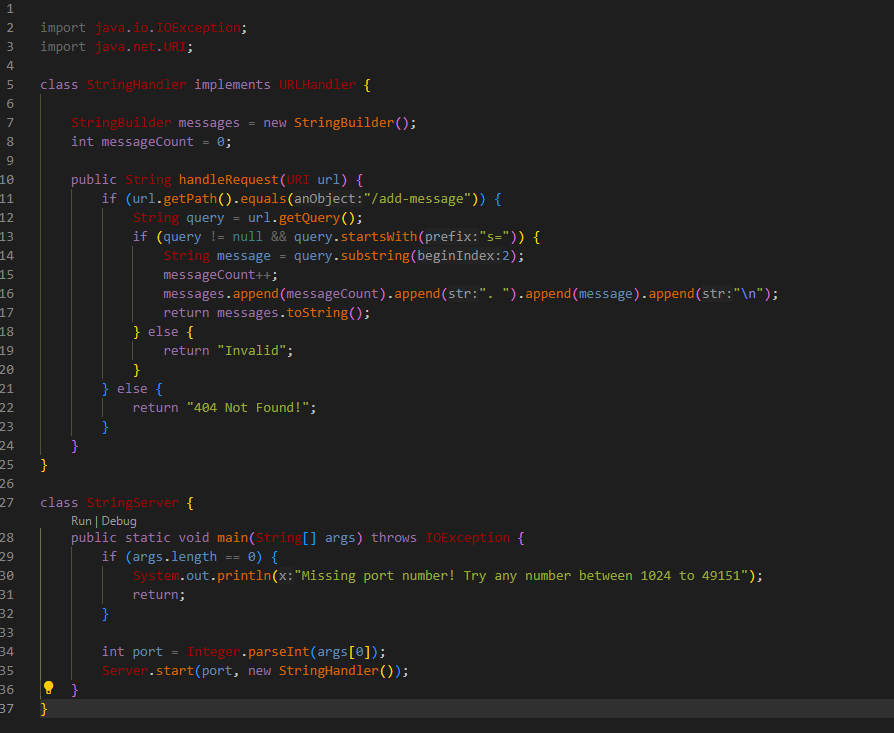 1
2 import java.io.IOException;
3 import java.net.URI;
4
5 class StringHandler implements URLHandler {
6
7 StringBuilder messages = new StringBuilder();
8 int messageCount = 0;
9
10 public String handleRequest(URI url) {
11 if (url.getPath().equals(anObject:"/add-message")) {
12 String query = url.getQuery();
13 if (query != null && query.startsWith(prefix:"s=")) {
14 String message = query.substring(beginIndex:2);
15 messageCount++;
16 messages.append(messageCount).append(str:". ").append(message).append(str:"\n");
17 return messages.toString();
18 } else {
19 return "Invalid";
20 }
21 } else {
22 return "404 Not Found!";
23 }
24 }
25 }
26
27 class StringServer {
Run | Debug
28 public static void main(String[] args) throws IOException {
29 if (args.length == 0) {
30 System.out.println(x:"Missing port number! Try any number between 1024 to 49151");
31 return;
32 }
33
34 int port = Integer.parseInt(args[0]);
35 Server.start(port, new StringHandler());
36 }
37 }